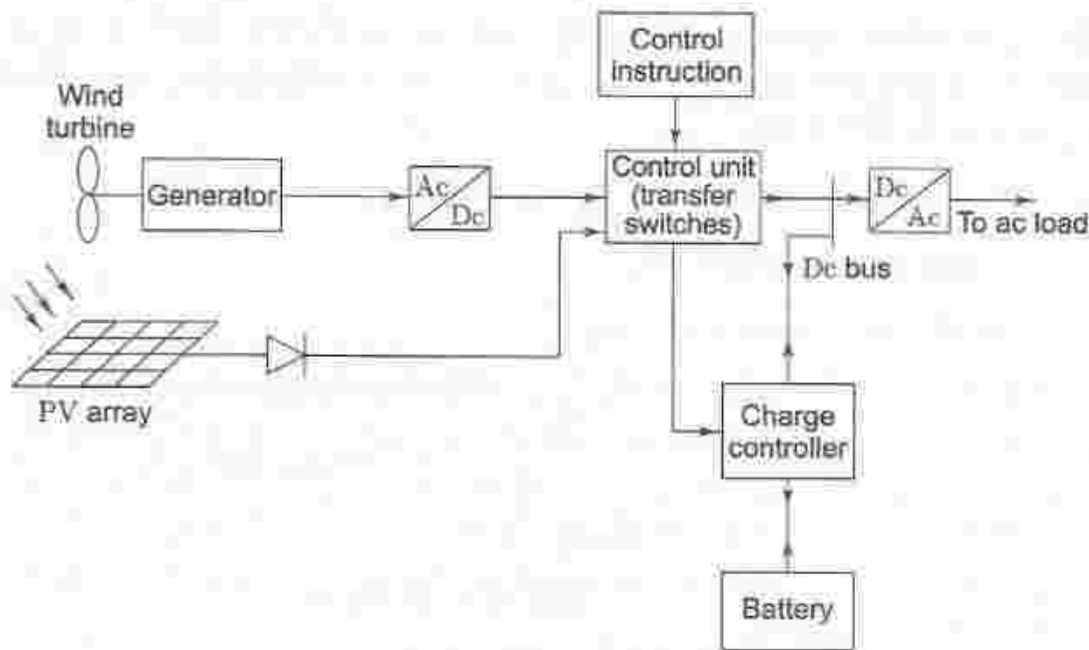 Control
instruction
Wind
turbine
Generator
Ac
Dc
Control unit
(transfer
switches)
Dc
Ac
To ac load
Dc bus
PV array
Charge
controller
Battery